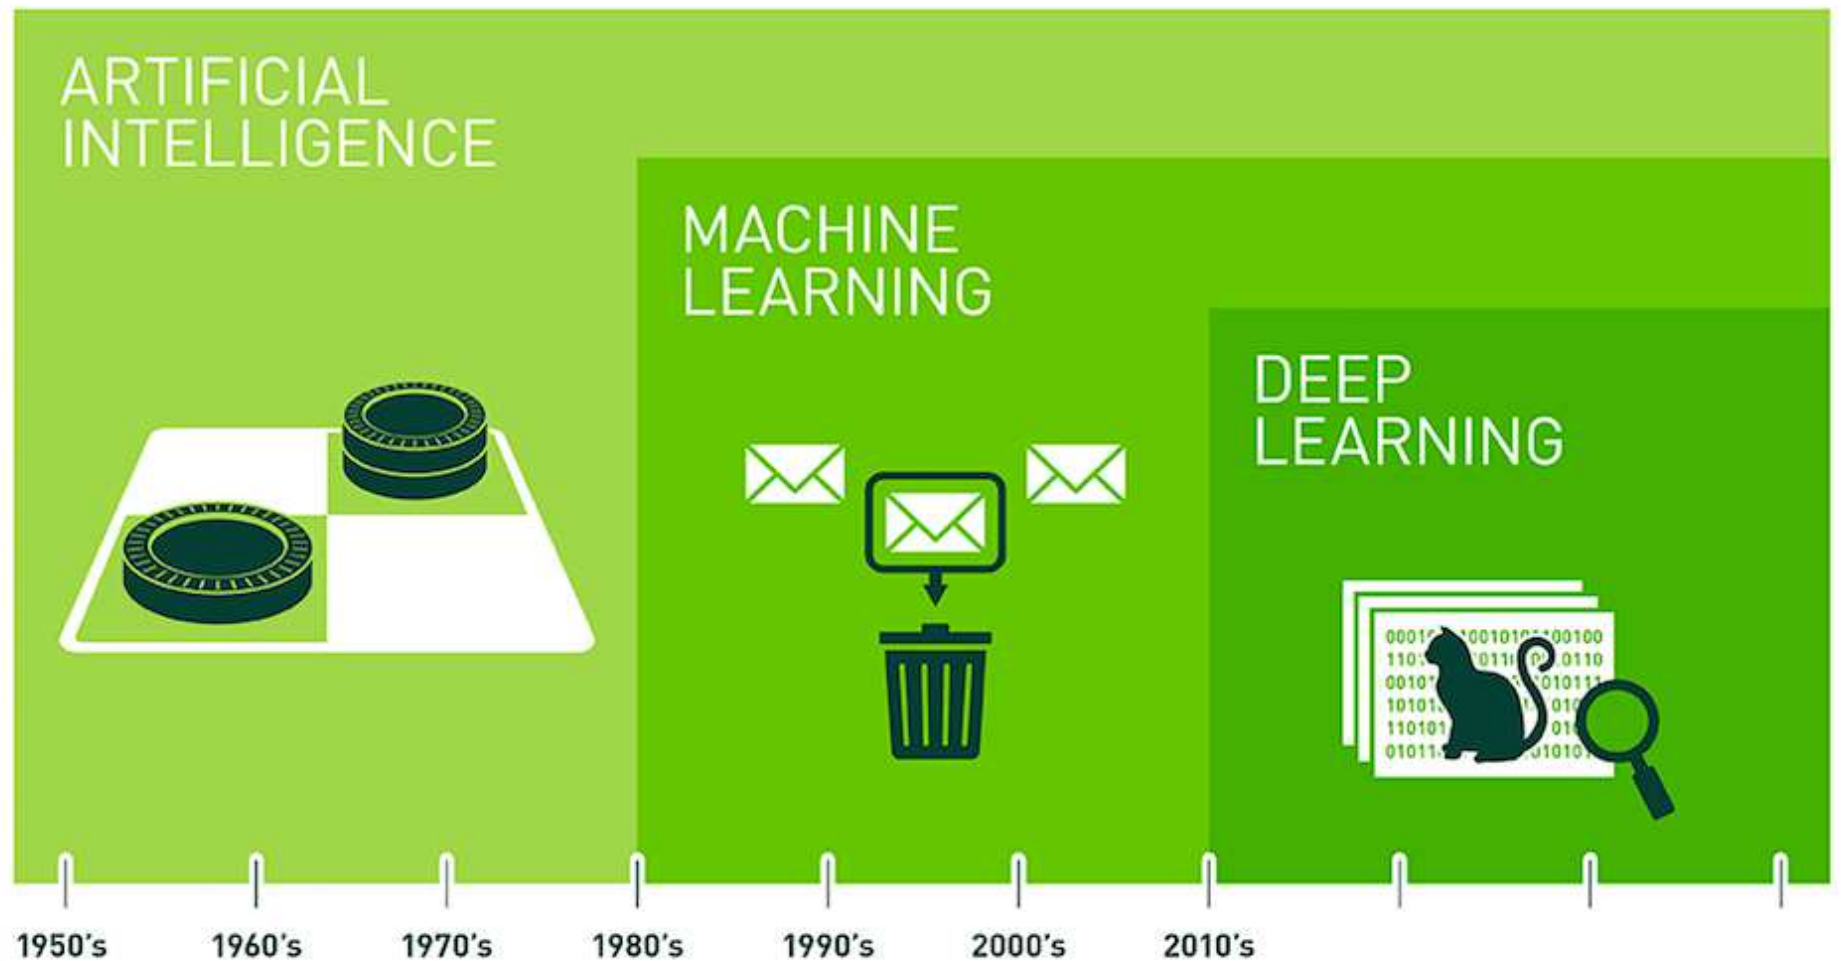 ARTIFICIAL
INTELLIGENCE
MACHINE
LEARNING
DEEP
LEARNING
1950's
1960's
1970's
1980's
1990's
2000's
2010's